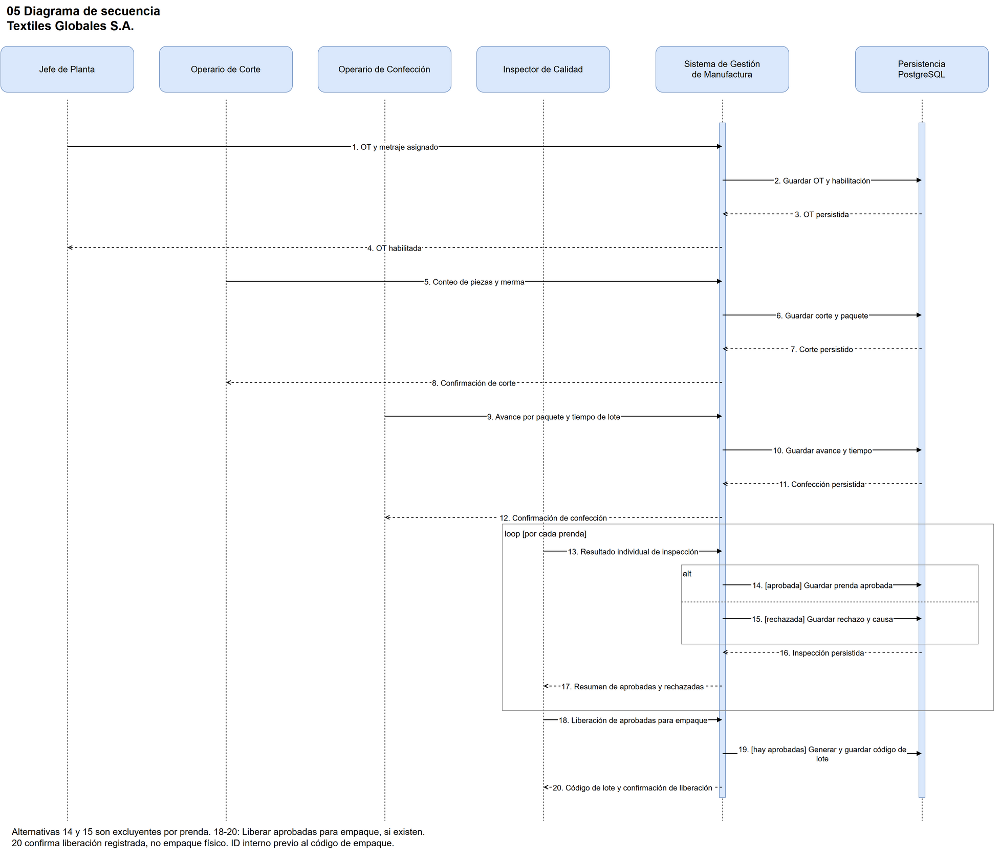 05 Diagrama de secuencia
Textiles Globales S.A.
Jefe de Planta
Operario de Corte
Operario de Confección
Inspector de Calidad
Sistema de Gestión
de Manufactura
Persistencia
PostgreSQL
1. OT y metraje asignado
2. Guardar OT y habilitación
3. OT persistida
4. OT habilitada
5. Conteo de piezas y merma
6. Guardar corte y paquete
7. Corte persistido
8. Confirmación de corte
9. Avance por paquete y tiempo de lote
10. Guardar avance y tiempo
11. Confección persistida
12. Confirmación de confección
loop [por cada prenda]
13. Resultado individual de inspección
alt
14. [aprobada] Guardar prenda aprobada
15. [rechazada] Guardar rechazo y causa
16. Inspección persistida
17. Resumen de aprobadas y rechazadas
18. Liberación de aprobadas para empaque
19. [hay aprobadas] Generar y guardar código de
lote
20. Código de lote y confirmación de liberación
Alternativas 14 y 15 son excluyentes por prenda. 18-20: Liberar aprobadas para empaque, si existen.
20 confirma liberación registrada, no empaque físico. ID interno previo al código de empaque.